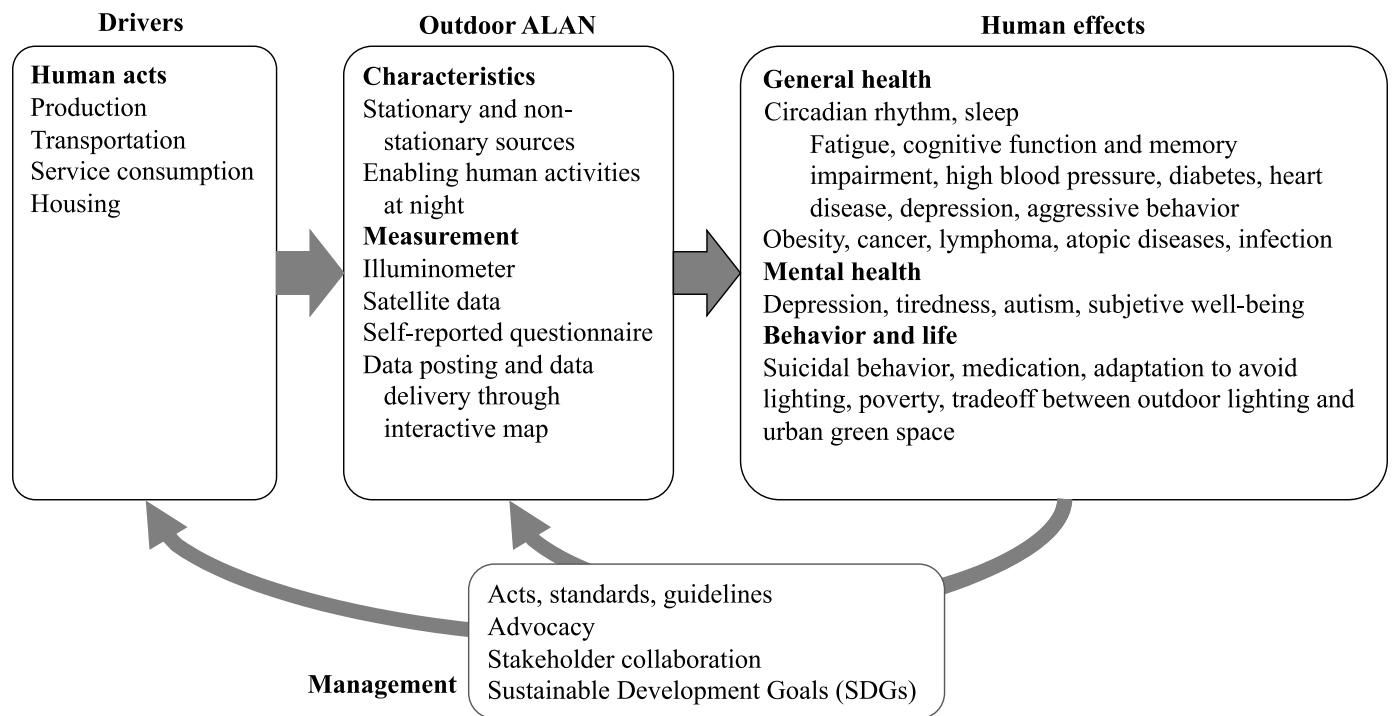 Drivers
Human acts
Production
Transportation
Service consumption
Housing
Outdoor ALAN
Characteristics
Stationary and non-
stationary sources
Enabling human activities
at night
Measurement
Illuminometer
Satellite data
Self-reported questionnaire
Data posting and data
delivery through
interactive map
Human effects
General health
Circadian rhythm, sleep
Fatigue, cognitive function and memory
impairment, high blood pressure, diabetes, heart
disease, depression, aggressive behavior
Obesity, cancer, lymphoma, atopic diseases, infection
Mental health
Depression, tiredness, autism, subjetive well-being
Behavior and life
Suicidal behavior, medication, adaptation to avoid
lighting, poverty, tradeoff between outdoor lighting and
urban green space
Management
Acts, standards, guidelines
Advocacy
Stakeholder collaboration
Sustainable Development Goals (SDGs)